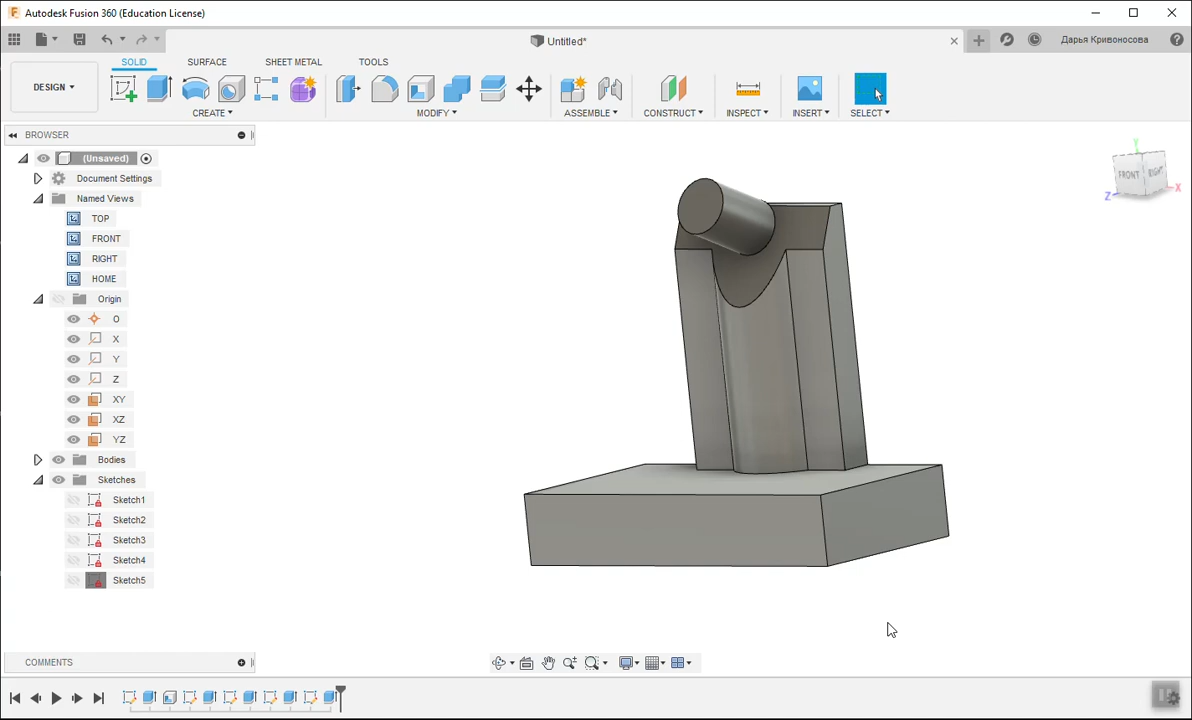 Autodesk Fusion 360 (Education License)
Untitled*
Дарья Кривоносова
DESIGN
SOLID
SURFACE
SHEET METAL
TOOLS
CREATE
MODIFY
ASSEMBLE
CONSTRUCT
INSPECT
INSERT
SELECT
BROWSER
(Unsaved)
Document Settings
Named Views
TOP
FRONT
RIGHT
HOME
Origin
O
X
Y
Z
XY
XZ
YZ
Bodies
Sketches
Sketch1
Sketch2
Sketch3
Sketch4
Sketch5
Y
FRONT
RIGHT
X
Z
COMMENTS